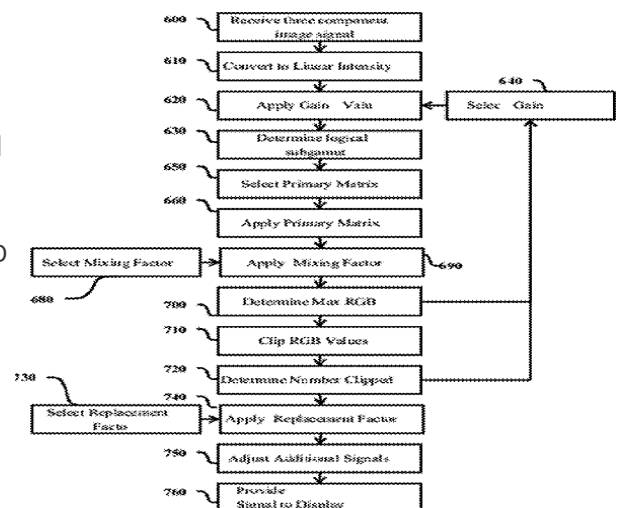 600
Receive three component
image signal
610
Convert to Linear Intensity
640
620
Apply Gain Valu
Selec Gain
630
Determine logical
subgamut
650
Select Primary Matrix
660
Apply Primary Matrix
Select Mixing Factor
Apply Mixing Factor
690
680
700
Determine Max RGB
710
Clip RGB Values
720
Determine Number Clipped
730
740
Select Replacement
Facto
Apply Replacement Factor
750
Adjust Additional Signals
760
Provide
Signal to Display